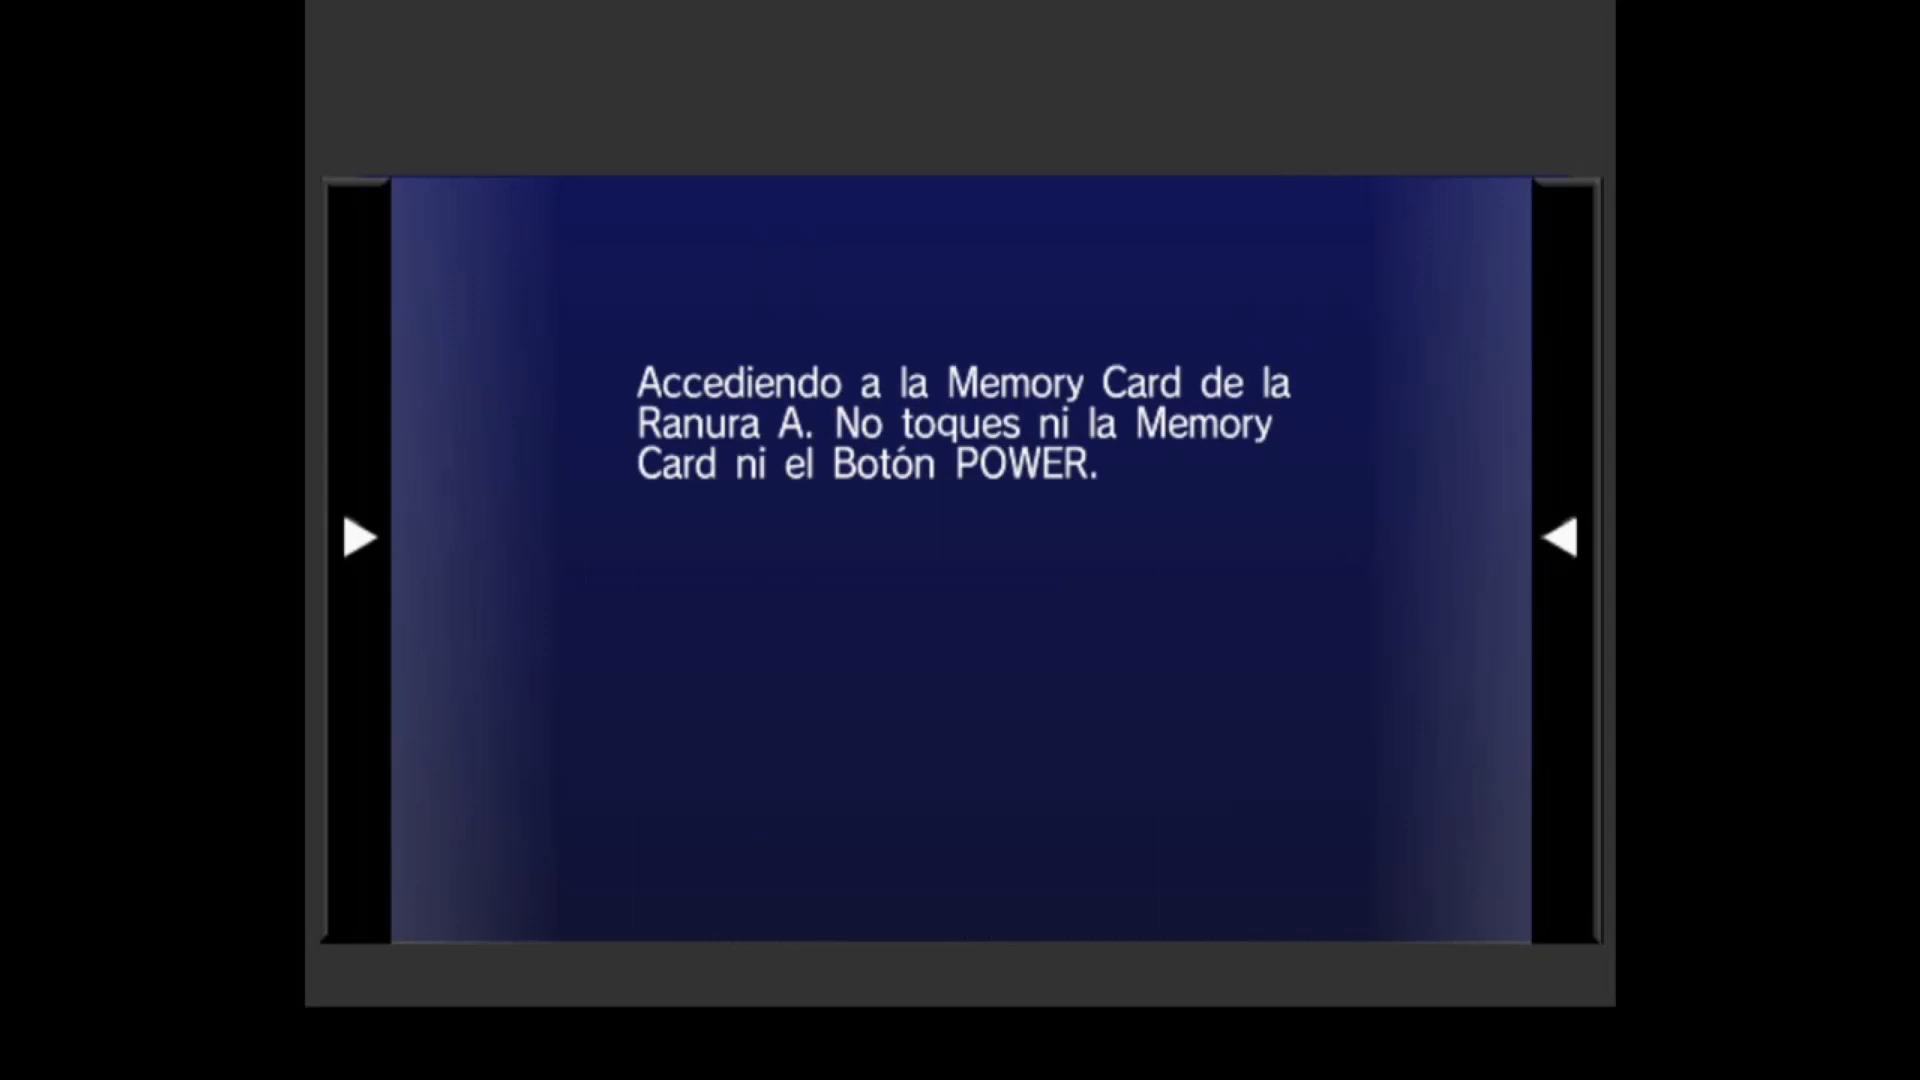 Accediendo a la Memory Card de la
Ranura A. No toques ni la Memory
Card ni el Botón POWER.